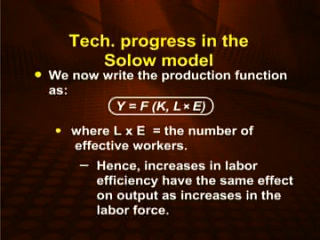 Tech. progress in the
Solow model
• We now write the production function
as:
Y = F (K, L × E)
• where L x E = the number of
effective workers.
– Hence, increases in labor
efficiency have the same effect
on output as increases in the
labor force.